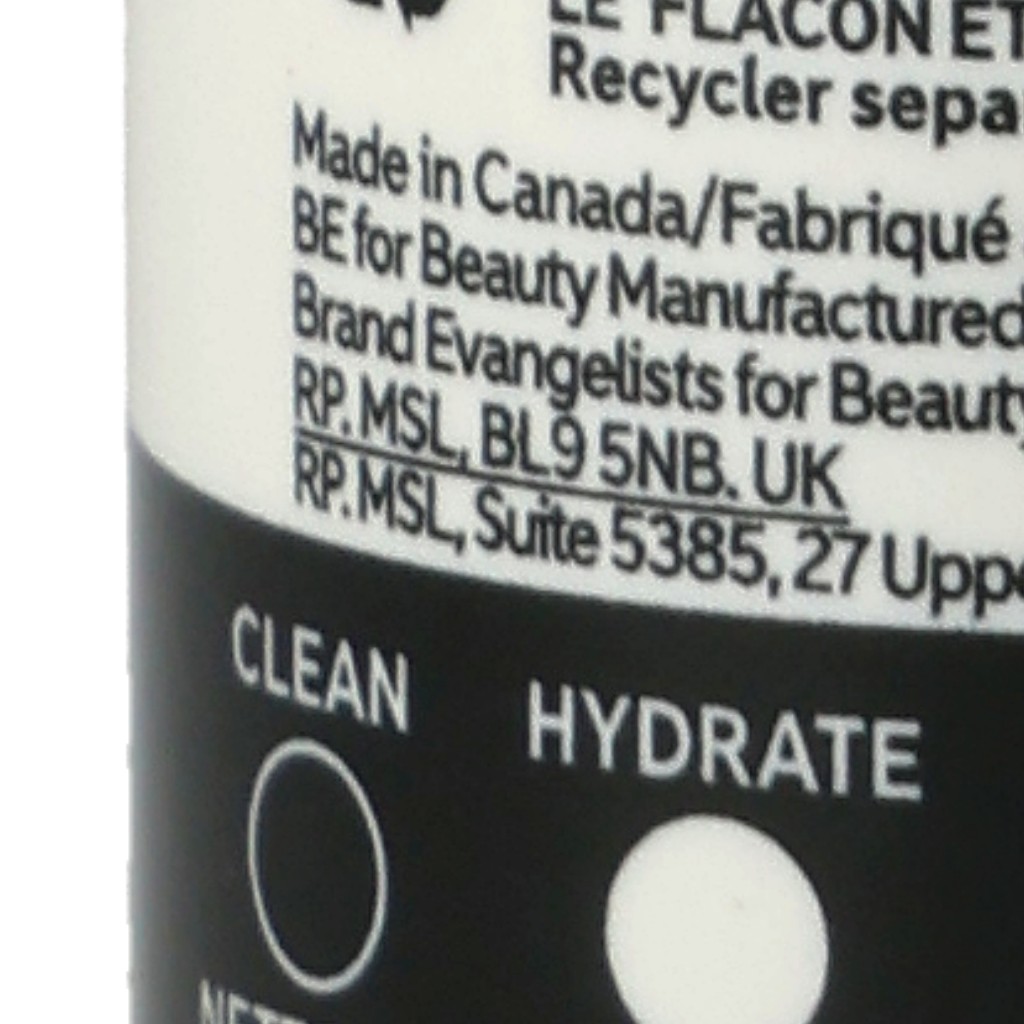 LE FLACON ET
Recycler sepa
Made in Canada/Fabriqué
BE for Beauty Manufactured
Brand Evangelists for Beauty
RP. MSL, BL9 5NB. UK
RP. MSL, Suite 5385, 27 Uppe
CLEAN
HYDRATE